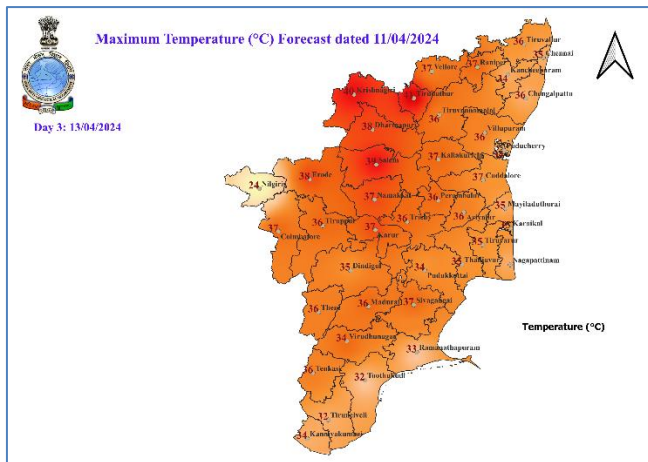 Maximum Temperature (°C) Forecast dated 11/04/2024
Day 3: 13/04/2024
36 Tiruvallur
35 Chennai
37 Vellore
37 Ranipet
34 Kancheepuram
36 Chengalpattu
40 Krishnagiri
Tirupathur
36 Tiruvannamalai
38 Dharmapuri
36 Villupuram
Puducherry
39 Salem
37 Kallakurichi
37 Cuddalore
38 Erode
24 Nilgiris
37 Namakkal
36 Perambalur
36 Ariyalur
35 Mayiladuthurai
Karaikal
36 Tiruppur
37 Coimbatore
37 Karur
36 Trichy
35 Tiruvarur
35 Thanjavur
Nagapattinam
35 Dindigul
34 Pudukkottai
36 Theni
36 Madurai
37 Sivagangai
34 Virudhunagar
33 Ramanathapuram
36 Tenkasi
32 Toothukudi
32 Tirunelveli
34 Kanniyakumari
Temperature (°C)